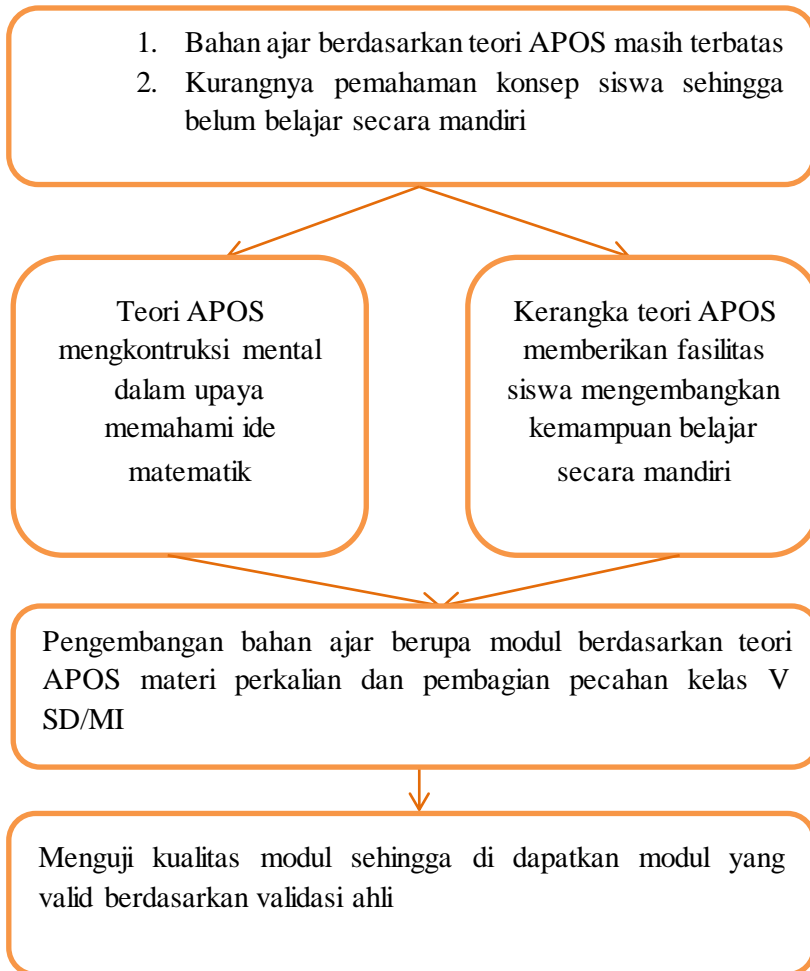 1. Bahan ajar berdasarkan teori APOS masih terbatas
2. Kurangnya pemahaman konsep siswa sehingga
belum belajar secara mandiri
Teori APOS
mengkontruksi mental
dalam upaya
memahami ide
matematik
Kerangka teori APOS
memberikan fasilitas
siswa mengembangkan
kemampuan belajar
secara mandiri
Pengembangan bahan ajar berupa modul berdasarkan teori
APOS materi perkalian dan pembagian pecahan kelas V
SD/MI
Menguji kualitas modul sehingga di dapatkan modul yang
valid berdasarkan validasi ahli